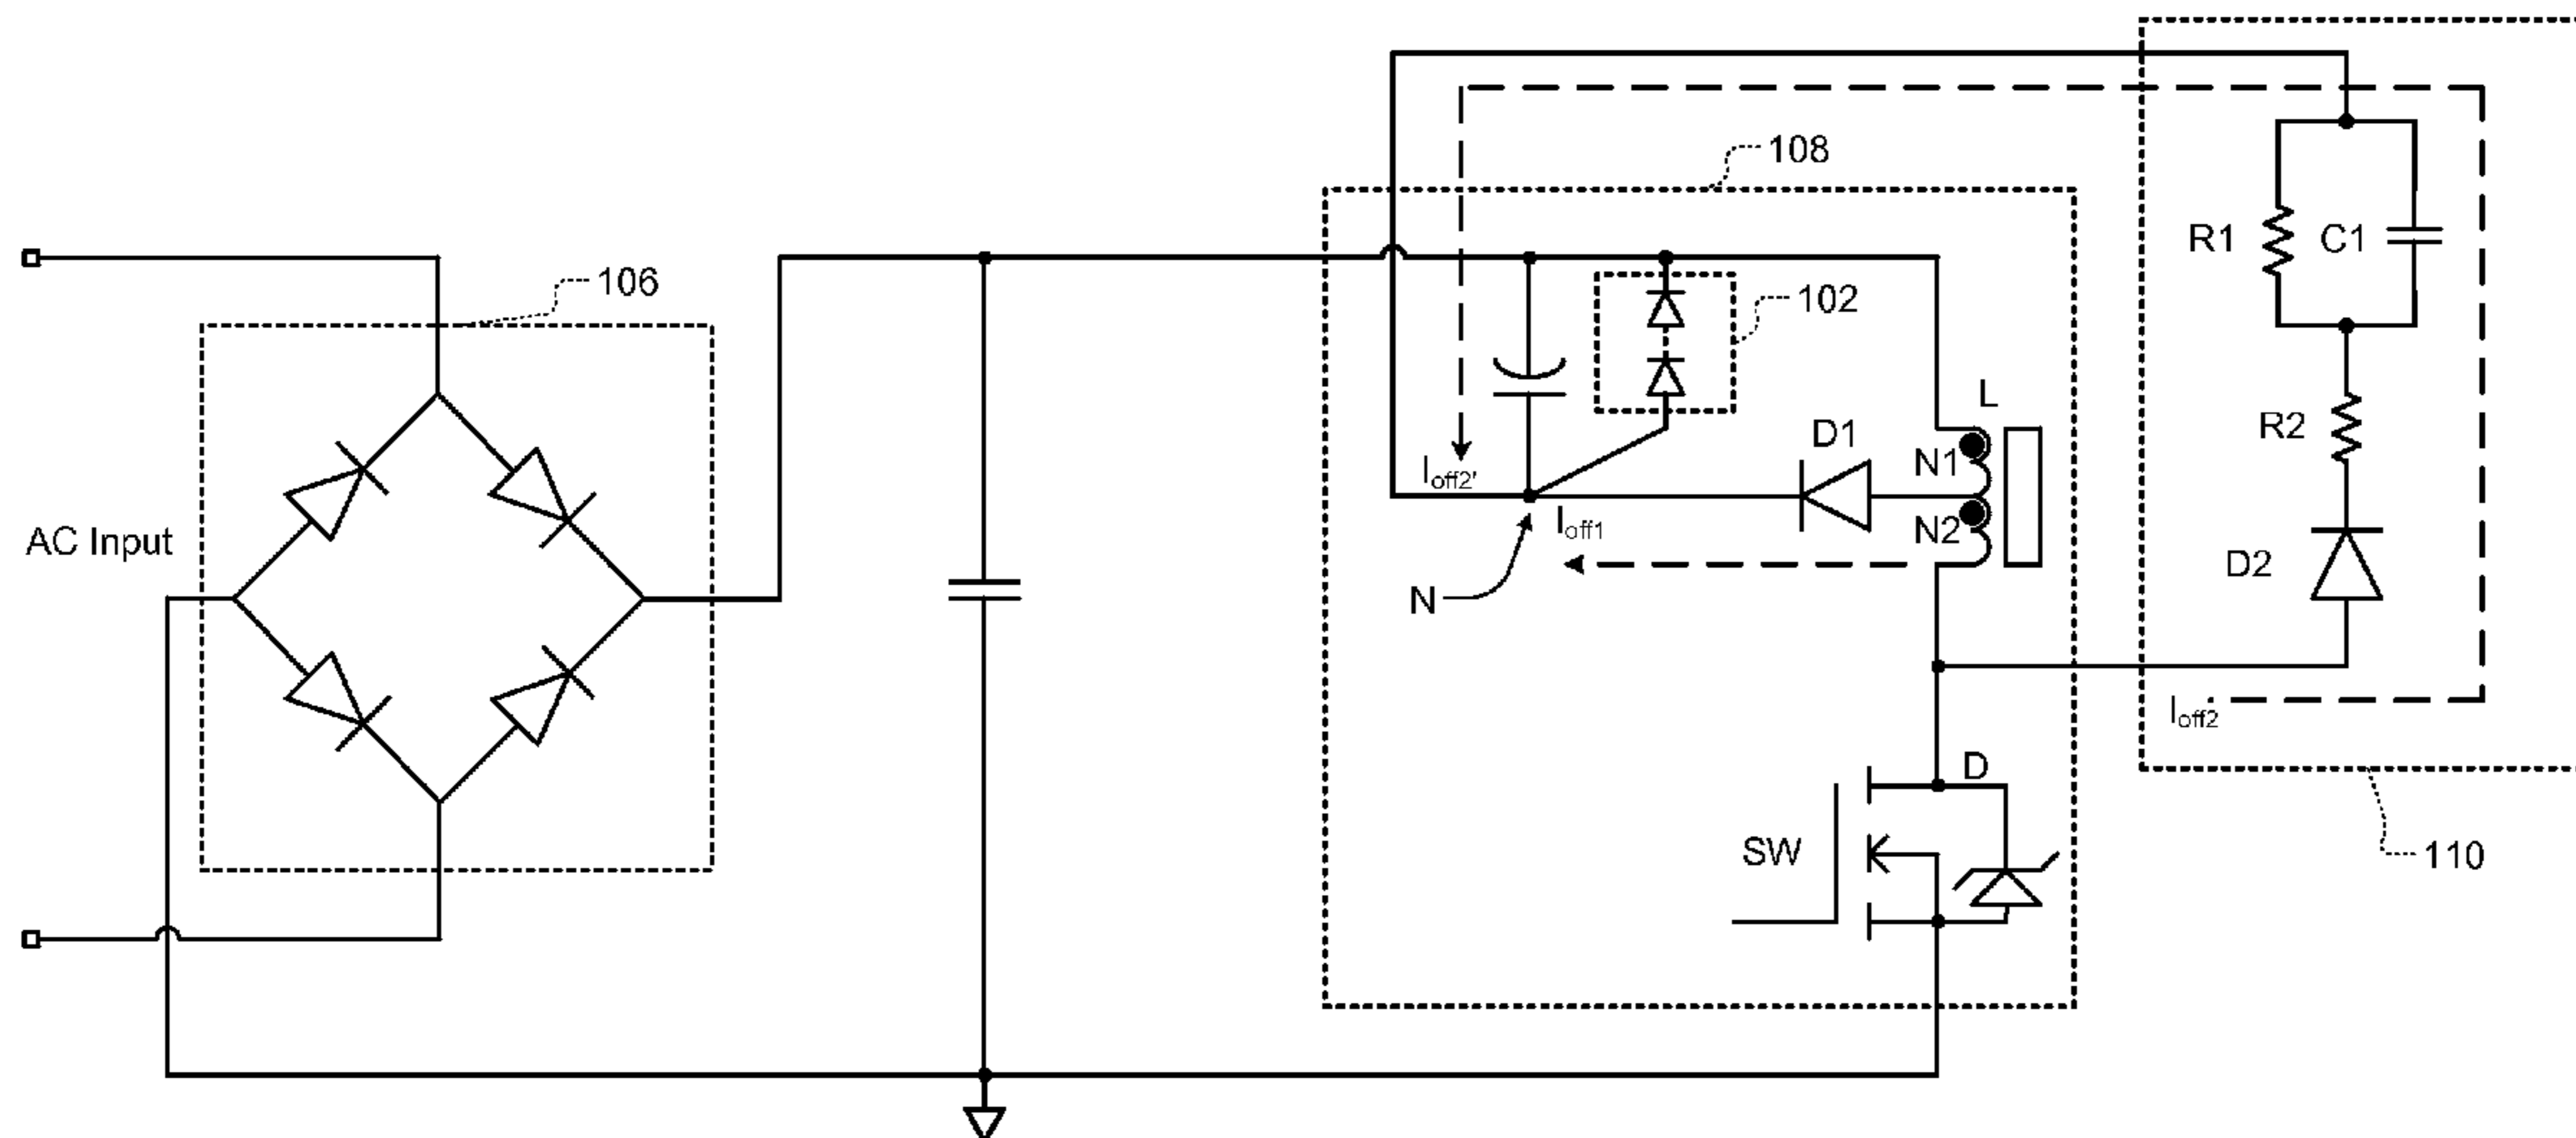 108
106
R1
C1
102
L
R2
D1
N1
Ioff2'
Ioff1
N2
AC Input
D2
N
Ioff2
D
SW
110